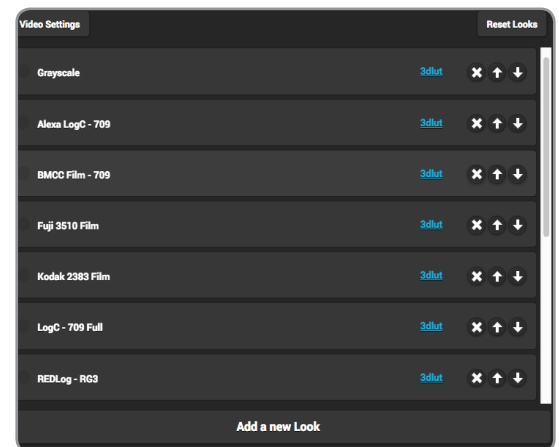 Video Settings Reset Looks
Grayscale 3dlut
Alexa LogC - 709 3dlut
BMCC Film - 709 3dlut
Fuji 3510 Film 3dlut
Kodak 2383 Film 3dlut
LogC - 709 Full 3dlut
REDLog - RG3 3dlut
Add a new Look